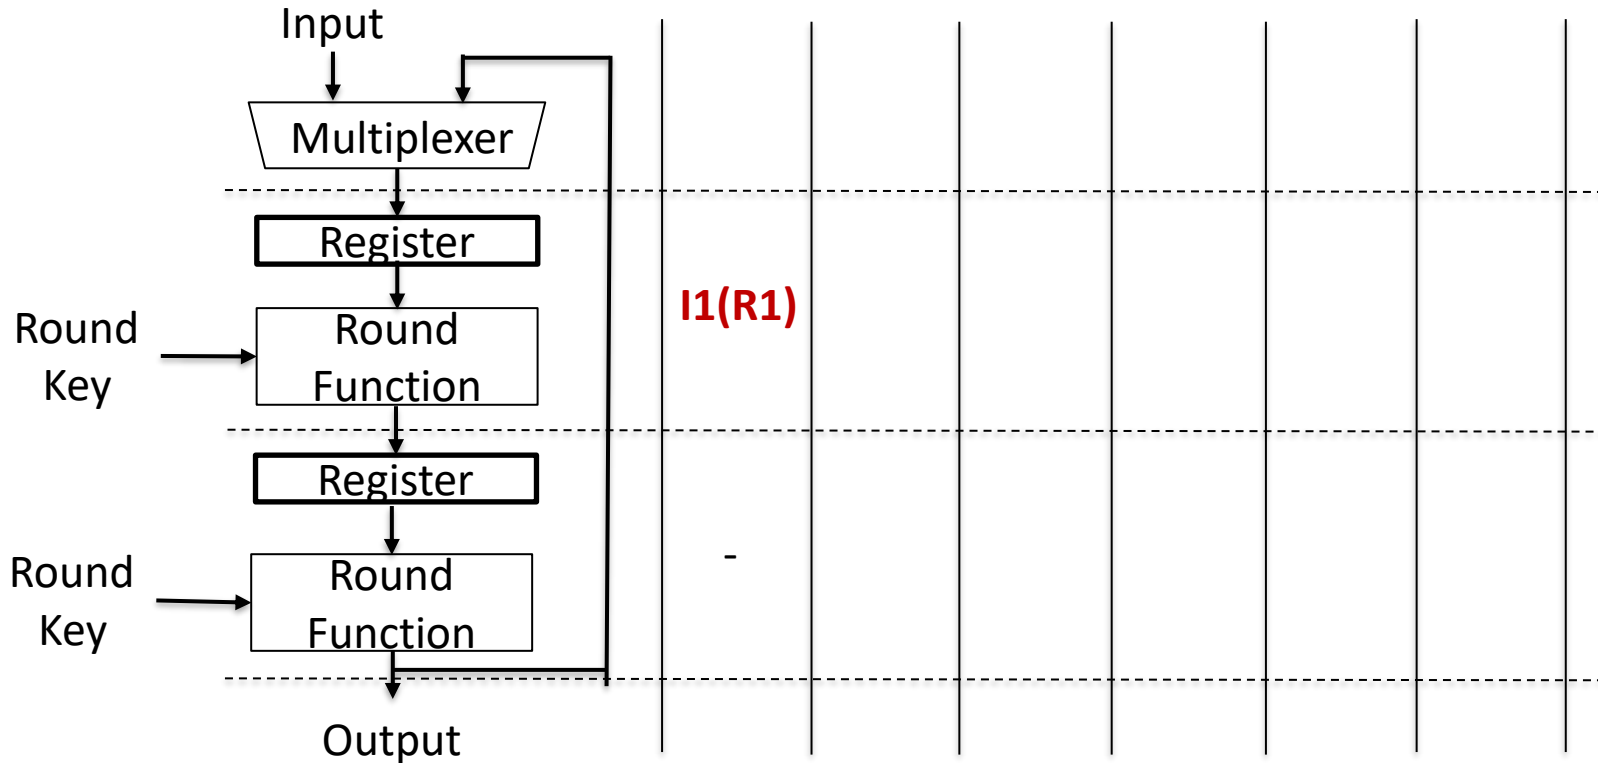 Input
Multiplexer
Register
I1(R1)
Round
Key
Round
Function
Register
-
Round
Key
Round
Function
Output